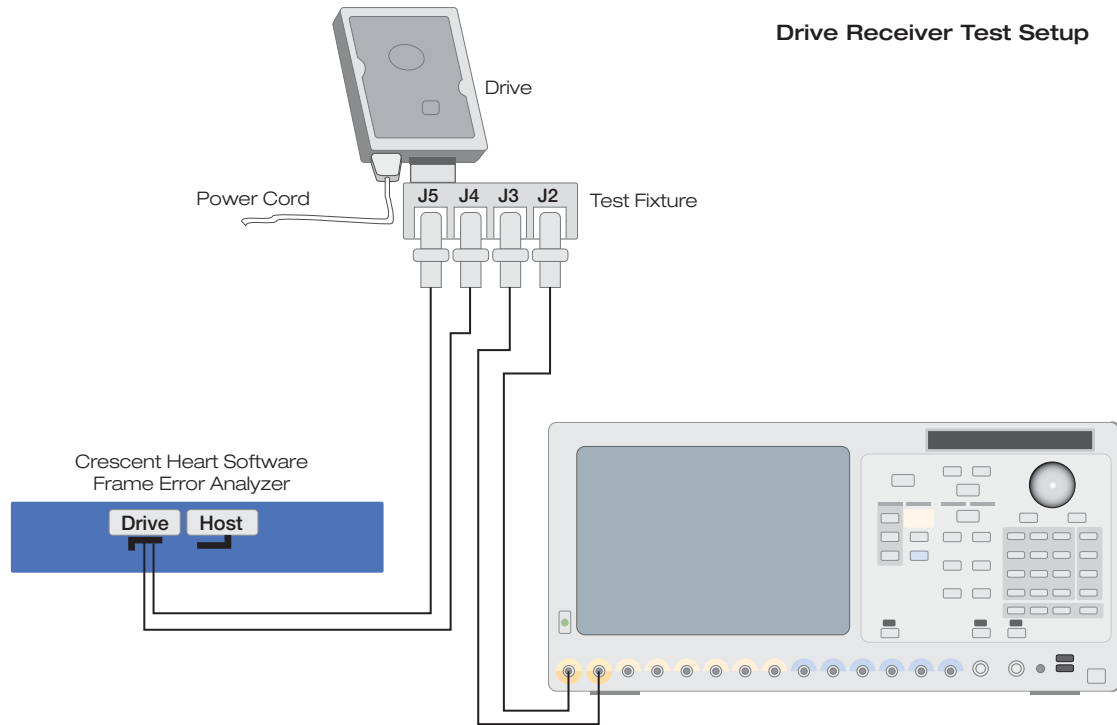 Drive Receiver Test Setup
Drive
Power Cord
J5 J4 J3 J2
Test Fixture
Crescent Heart Software
Frame Error Analyzer
Drive Host